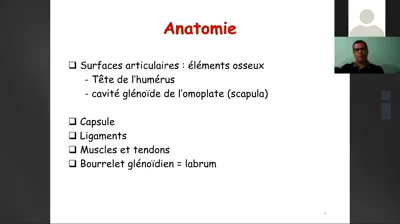 Anatomie
❑ Surfaces articulaires : éléments osseux
- Tête de l'humérus
- cavité glénoïde de l'omoplate (scapula)
❑ Capsule
❑ Ligaments
❑ Muscles et tendons
❑ Bourrelet glénoïdien = labrum